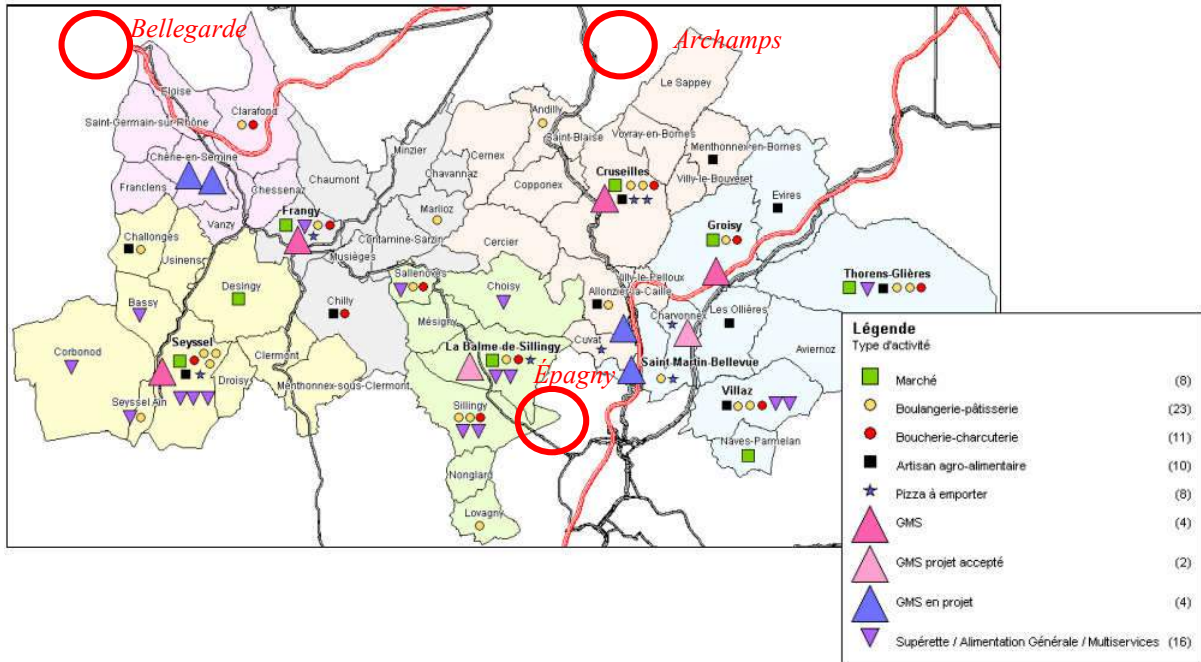 Bellegarde
Archamps
Le Sappey
Eloise
Clarafond
Andilly
Saint-Germain-sur-Rhône
Saint-Blaise
Vovray-en-Bornes
Minzier
Cernex
Menthonnex-en-Bornes
Chêne-en-Semine
Chavannaz
Cruseilles
Villy-le-Bouveret
Franclens
Chessenaz
Chaumont
Copponex
Evires
Frangy
Marlioz
Vanzy
Groisy
Challonges
Contamine-Sarzin
Cercier
Usinens
Musièges
Villy-le-Pelloux
Thorens-Glières
Desingy
Sallenôves
Choisy
Allonzier-la-Caille
Bassy
Chilly
Charvonnex
Les Ollières
Mésigny
Seyssel
La Balme-de-Sillingy
Cuvat
Aviernoz
Corbonod
Clermont
Saint-Martin-Bellevue
Épagny
Droisy
Menthonnex-sous-Clermont
Villaz
Seyssel Ain
Sillingy
Naves-Parmelan
Nonglard
Lovagny
Légende
Type d'activité
Marché (8)
Boulangerie-pâtisserie (23)
Boucherie-charcuterie (11)
Artisan agro-alimentaire (10)
Pizza à emporter (8)
GMS (4)
GMS projet accepté (2)
GMS en projet (4)
Supérette / Alimentation Générale / Multiservices (16)